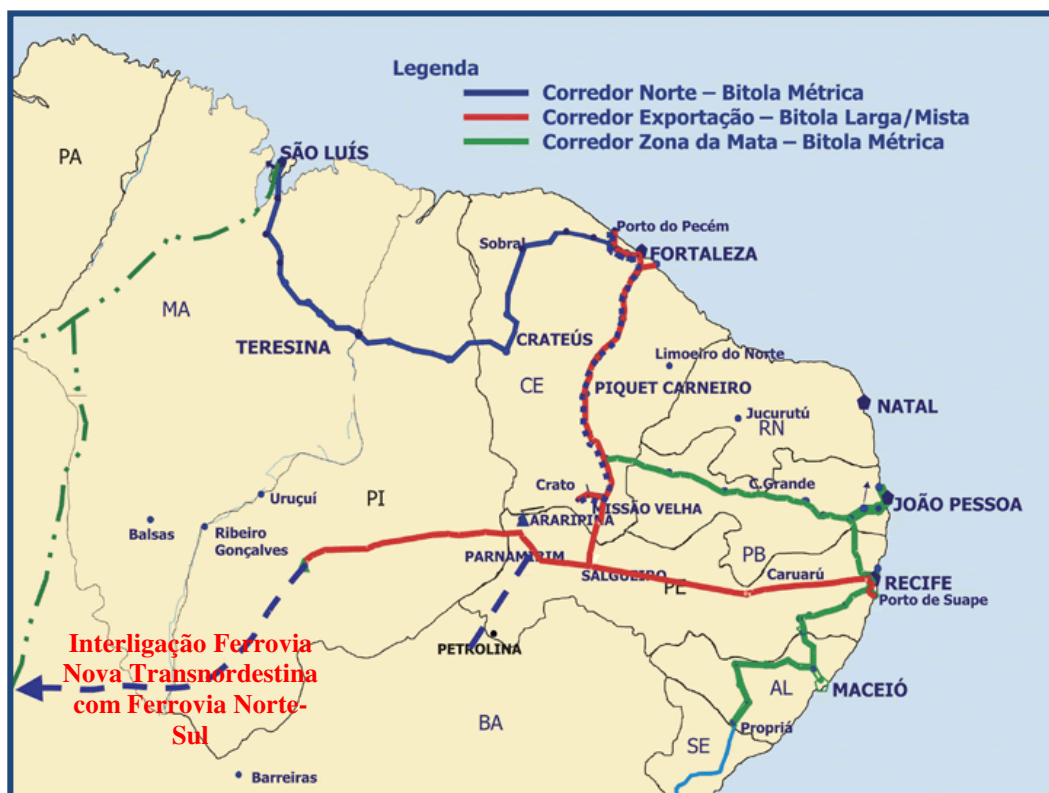 Legenda
Corredor Norte – Bitola Métrica
Corredor Exportação – Bitola Larga/Mista
Corredor Zona da Mata – Bitola Métrica
PA
SÃO LUÍS
Porto do Pecém
Sobral
FORTALEZA
MA
TERESINA
CRATEÚS
Limoeiro do Norte
CE
PIQUET CARNEIRO
NATAL
Jucurutú
RN
Crato
C.Grande
Uruçuí
PI
MISSÃO VELHA
JOÃO PESSOA
ARARIPINA
Balsas
Ribeiro
Gonçalves
PARNAMIRIM
PB
SALGUEIRO
Caruarú
RECIFE
PE
Porto de Suape
Interligação Ferrovia
Nova Transnordestina
com Ferrovia Norte-
Sul
PETROLINA
AL
MACEIÓ
BA
Propriá
SE
Barreiras